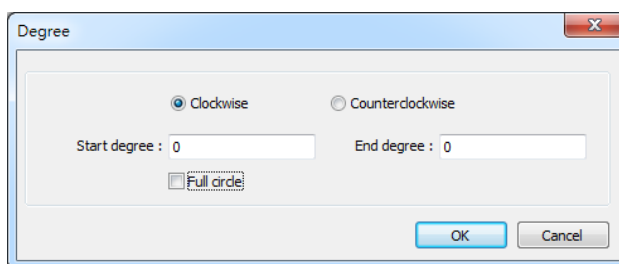 Degree
Clockwise Counterclockwise
Start degree : 0 End degree : 0
Full circle
OK Cancel